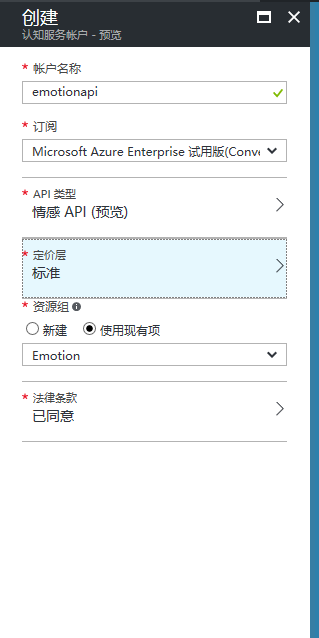 创建
认知服务帐户 - 预览
* 帐户名称
emotionapi
* 订阅
Microsoft Azure Enterprise 试用版(Conve
* API 类型
情感 API (预览)
* 定价层
标准
* 资源组
新建 使用现有项
Emotion
* 法律条款
已同意